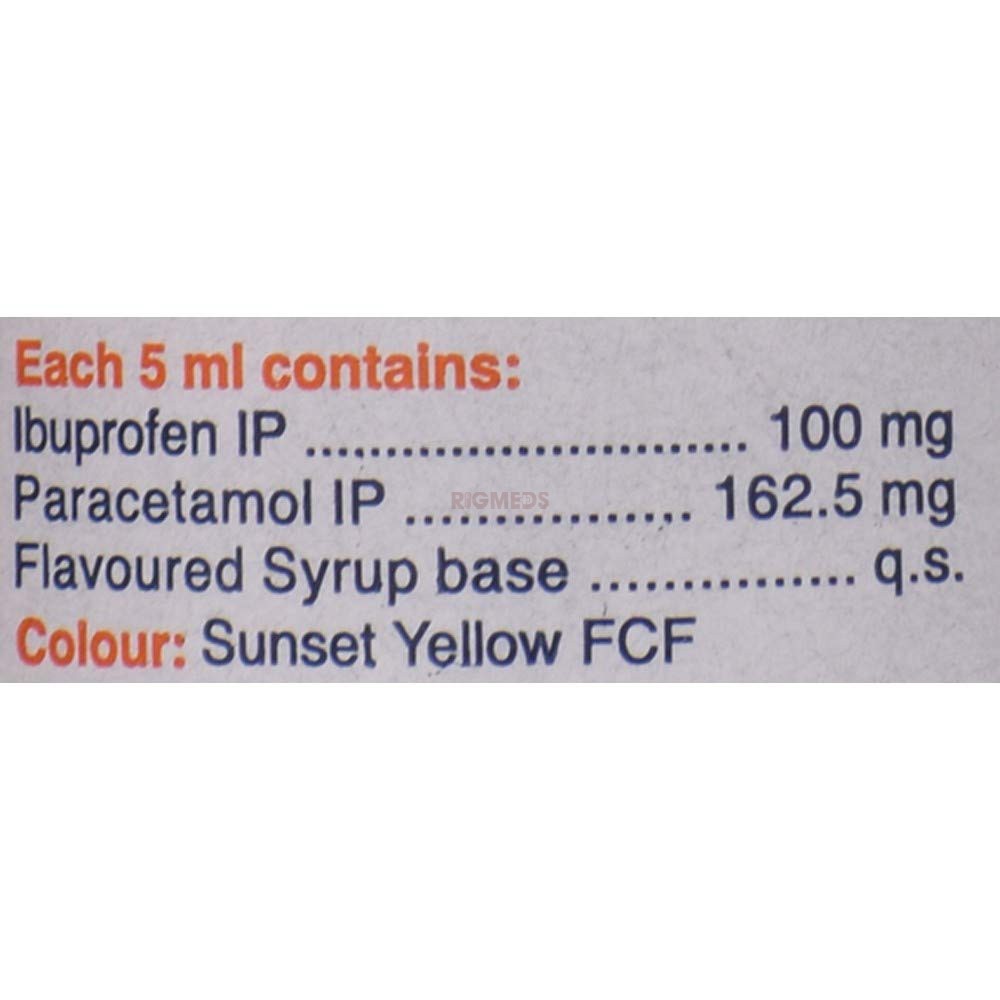 Each 5 ml contains:
Ibuprofen IP ........................... 100 mg
Paracetamol IP ................. 162.5 mg
RIGMEDS
Flavoured Syrup base ............... q.s.
Colour: Sunset Yellow FCF